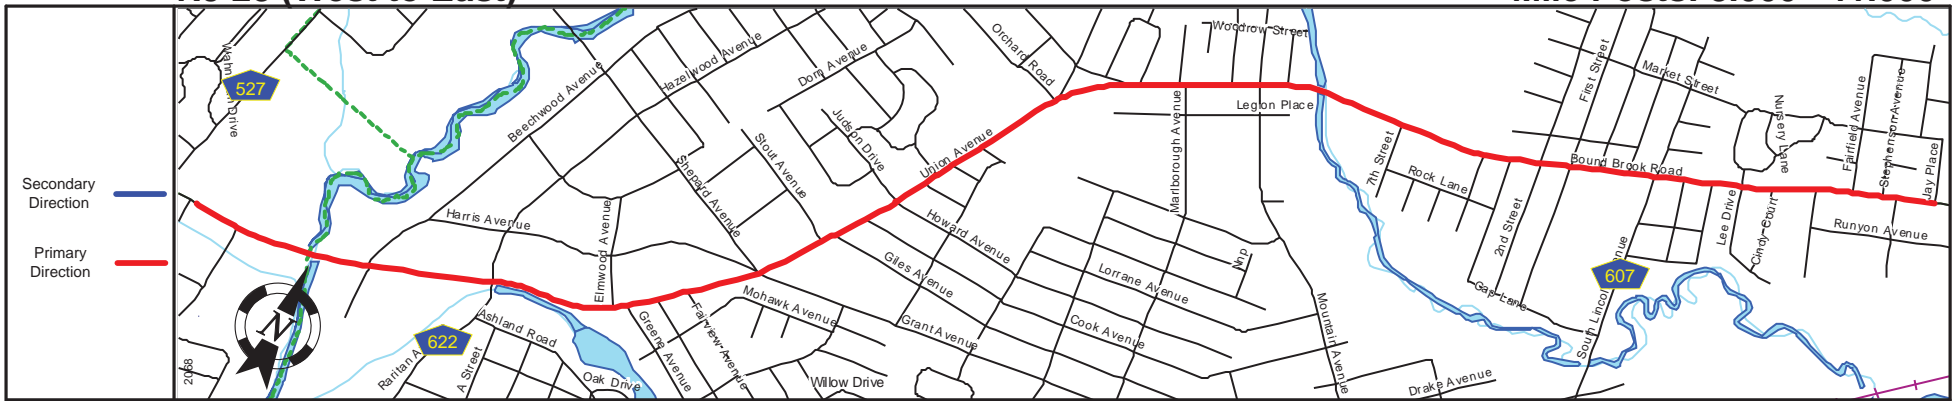 Secondary
Direction
Primary
Direction
527
Beechwood Avenue
Hazelwood Avenue
Dorn Avenue
Orchard Road
Woodrow Street
First Street
Market Street
Nursery Lane
Fairfield Avenue
Stephenson Avenue
Jay Place
Legion Place
Judson Drive
Stout Avenue
Shepard Avenue
Union Avenue
Marlborough Avenue
7th Street
Rock Lane
Bound Brook Road
Harris Avenue
Elmwood Avenue
Howard Avenue
Giles Avenue
2nd Street
Lee Drive
Cindy Court
Runyon Avenue
Nnp
Lorrane Avenue
Mohawk Avenue
Grant Avenue
Cook Avenue
Mountain Avenue
Gap Lane
607
South Lincoln
N
622
Raritan A
A Street
Ashland Road
Oak Drive
Greene Avenue
Fairview Avenue
Willow Drive
Drake Avenue
2068